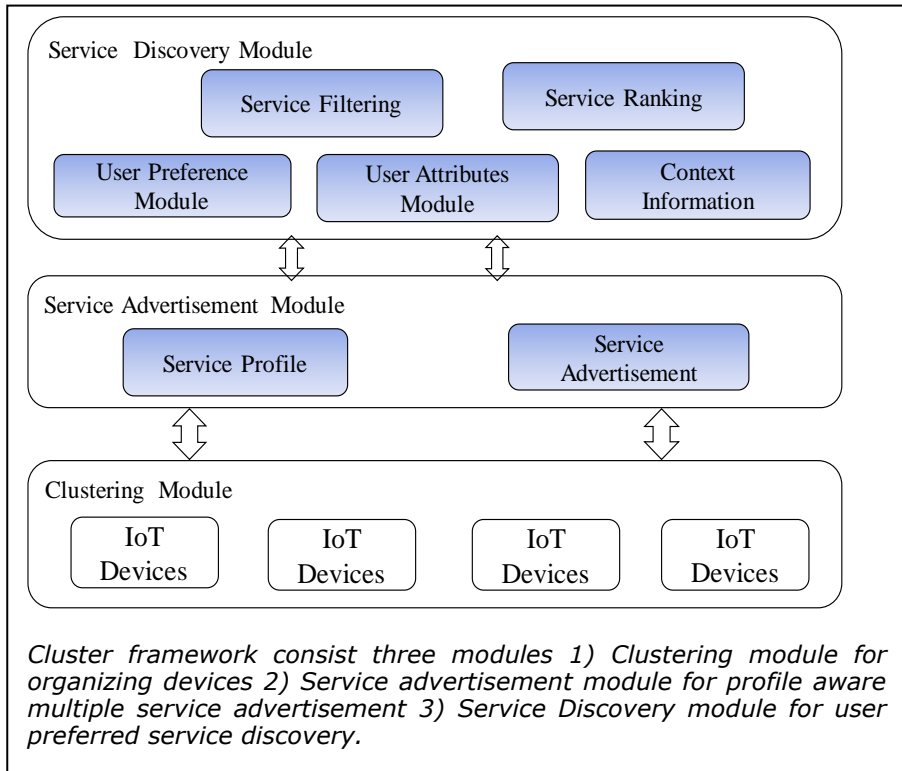 Service Discovery Module
Service Filtering
Service Ranking
User Preference
Module
User Attributes
Module
Context
Information
Service Advertisement Module
Service Profile
Service
Advertisement
Clustering Module
IoT
Devices
IoT
Devices
IoT
Devices
IoT
Devices
Cluster framework consist three modules 1) Clustering module for
organizing devices 2) Service advertisement module for profile aware
multiple service advertisement 3) Service Discovery module for user
preferred service discovery.